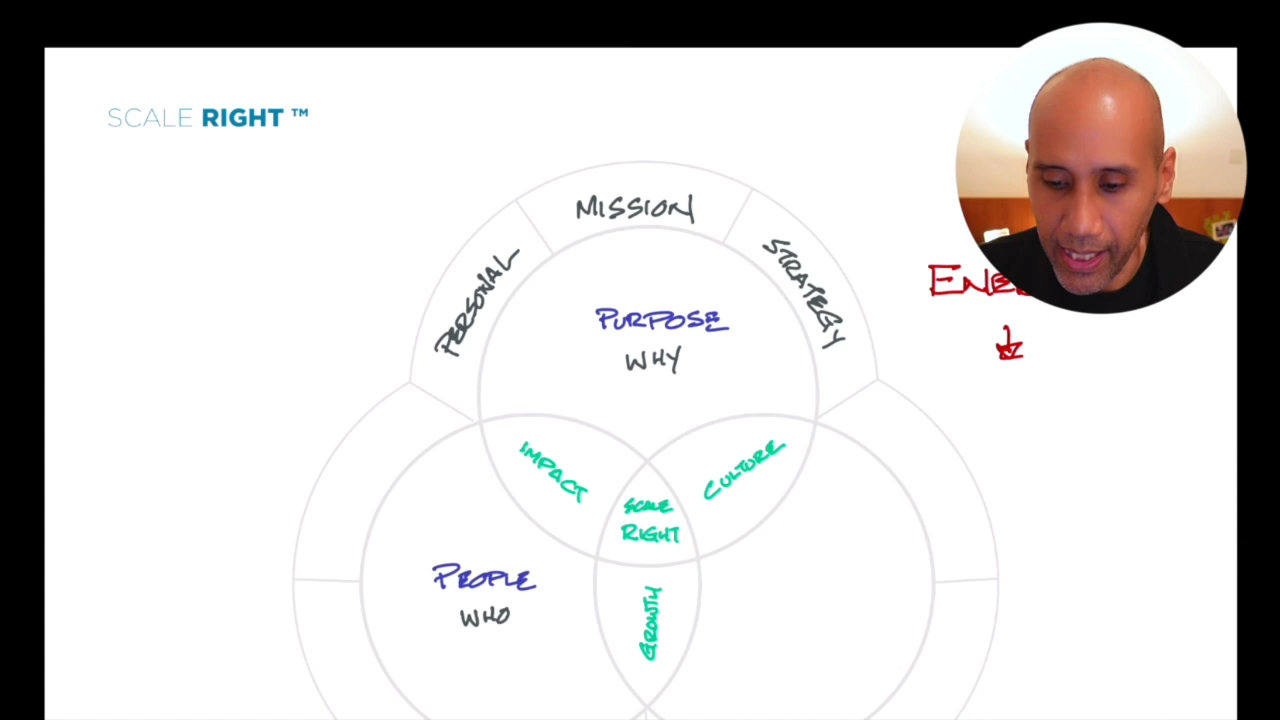 SCALE RIGHT ™
MISSION
PERSONAL
STRATEGY
PURPOSE
WHY
IMPACT
CULTURE
SCALE
RIGHT
PEOPLE
WHO
GROWTH